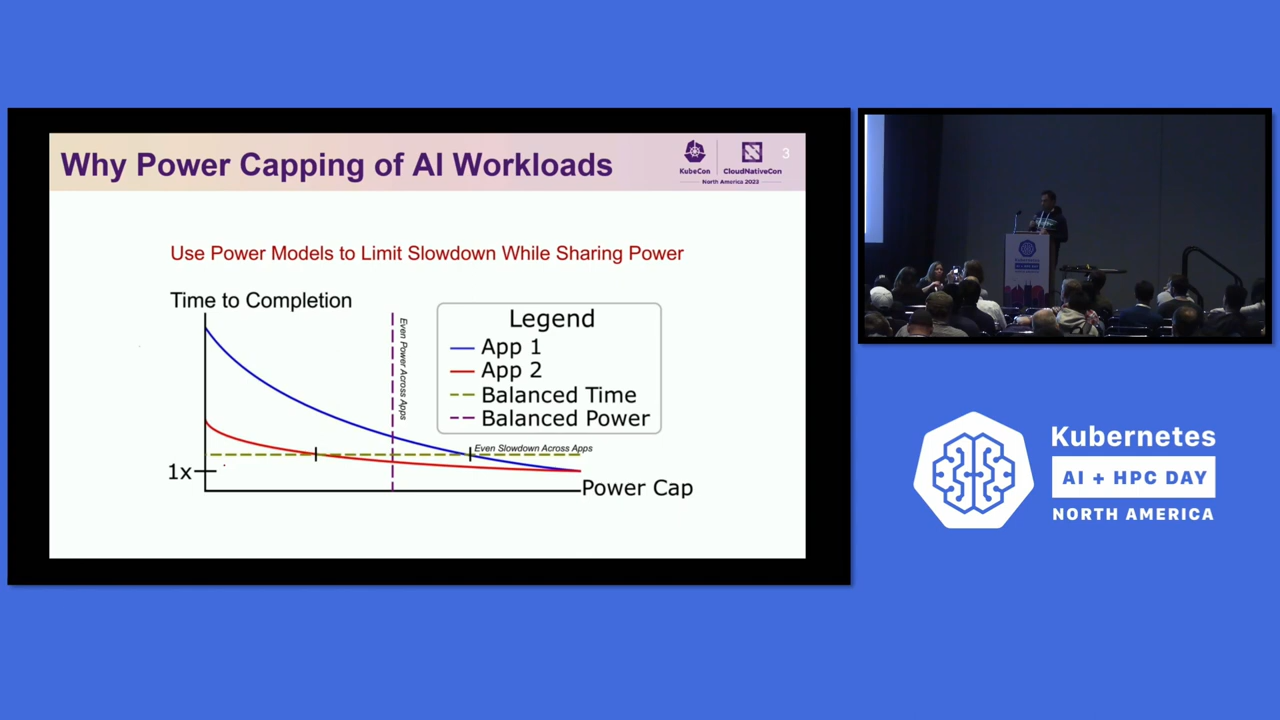 Why Power Capping of AI Workloads
KubeCon
CloudNativeCon
North America 2023
3
Use Power Models to Limit Slowdown While Sharing Power
Time to Completion
Even Power Across Apps
Legend
App 1
App 2
Balanced Time
Balanced Power
Even Slowdown Across Apps
1x
Power Cap
Kubernetes
AI + HPC DAY
NORTH AMERICA